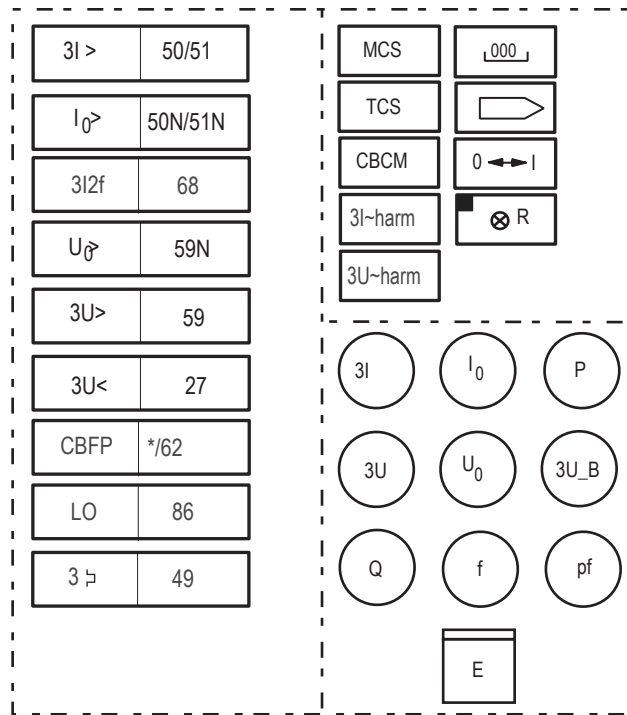 3I > 50/51
I0> 50N/51N
3I2f 68
U0> 59N
3U> 59
3U< 27
CBFP */62
LO 86
3 49
MCS 000
TCS
CBCM 0 I
3I~harm R
3U~harm
3I I0 P
3U U0 3U_B
Q f pf
E